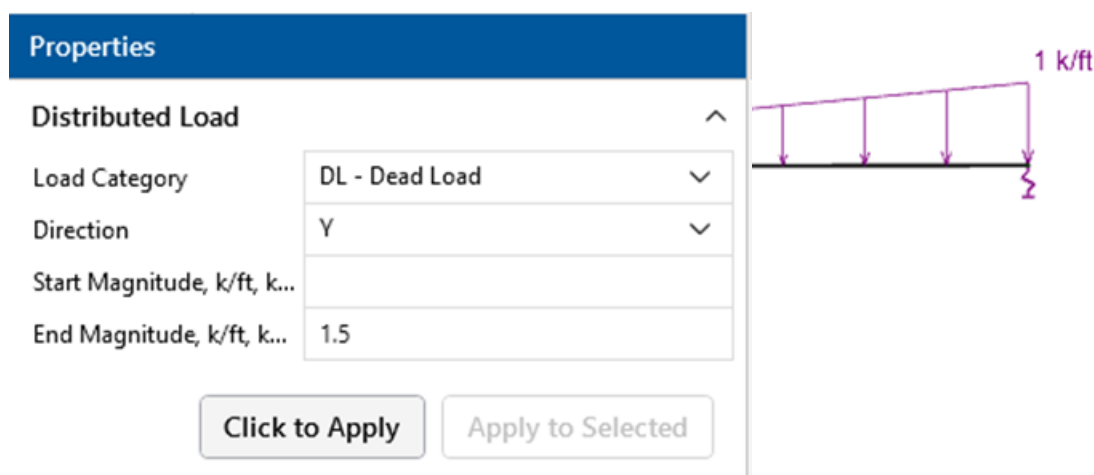 Properties
1 k/ft
Distributed Load
Load Category DL - Dead Load
Direction Y
Start Magnitude, k/ft, k...
End Magnitude, k/ft, k... 1.5
Click to Apply Apply to Selected